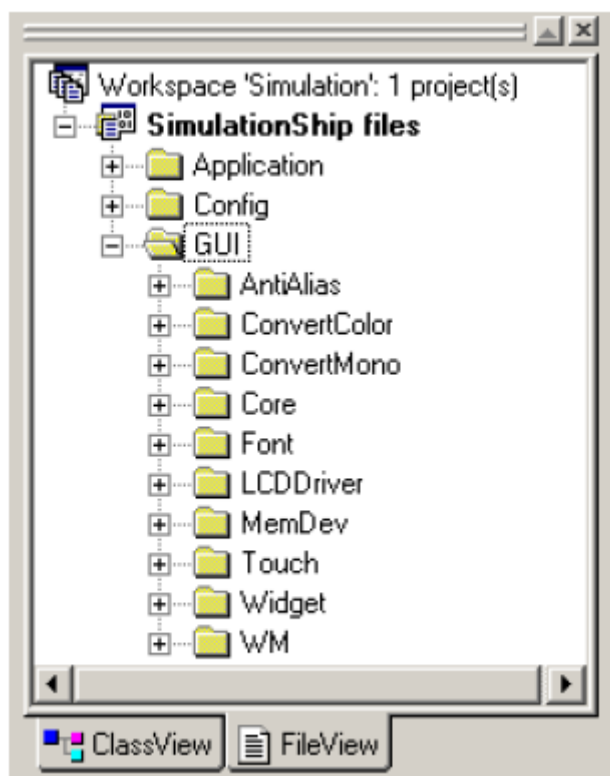 Workspace 'Simulation': 1 project(s)
SimulationShip files
Application
Config
GUI
AntiAlias
ConvertColor
ConvertMono
Core
Font
LCDDriver
MemDev
Touch
Widget
WM
ClassView
FileView